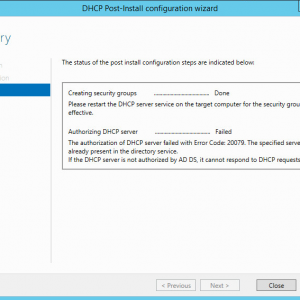 DHCP Post-Install configuration wizard
The status of the post install configuration steps are indicated below:
Creating security groups ..................... Done
Please restart the DHCP server service on the target computer for the security
effective.
Authorizing DHCP server ..................... Failed
The authorization of DHCP server failed with Error Code: 20079. The specified
already present in the directory service.
If the DHCP server is not authorized by AD DS, it cannot respond to DHCP requests
< Previous
Next >
Close